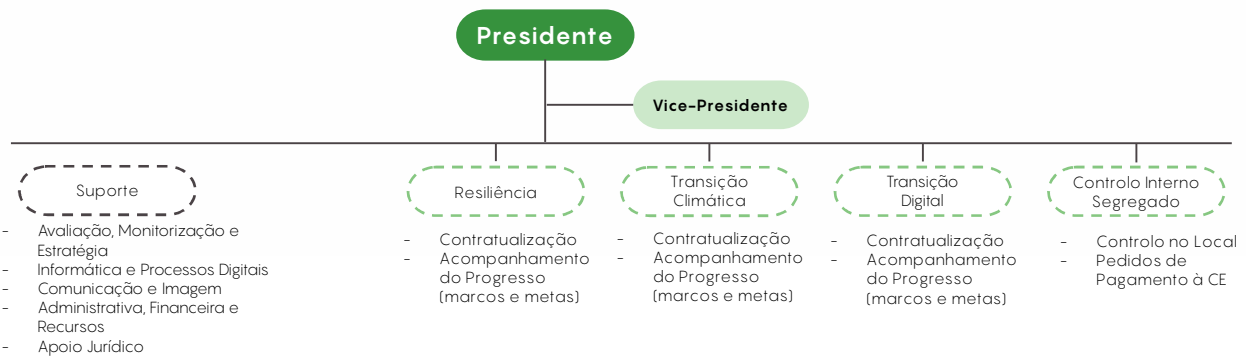 Presidente
Vice-Presidente
Suporte
- Avaliação, Monitorização e
Estratégia
- Informática e Processos Digitais
- Comunicação e Imagem
- Administrativa, Financeira e
Recursos
- Apoio Jurídico
Resiliência
- Contratualização
- Acompanhamento
do Progresso
(marcos e metas)
Transição
Climática
- Contratualização
- Acompanhamento
do Progresso
(marcos e metas)
Transição
Digital
- Contratualização
- Acompanhamento
do Progresso
(marcos e metas)
Controlo Interno
Segregado
- Controlo no Local
- Pedidos de
Pagamento à CE